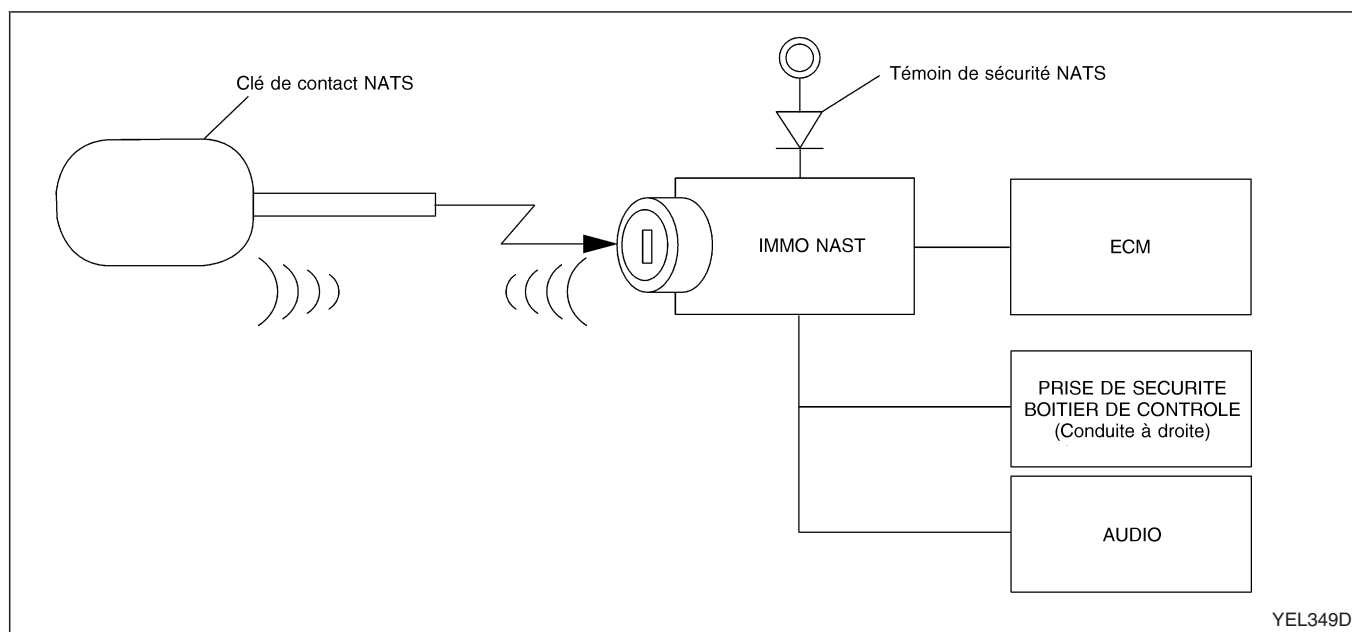 Clé de contact NATS
Témoin de sécurité NATS
IMMO NAST
ECM
PRISE DE SECURITE
BOITIER DE CONTROLE
(Conduite à droite)
AUDIO
YEL349D